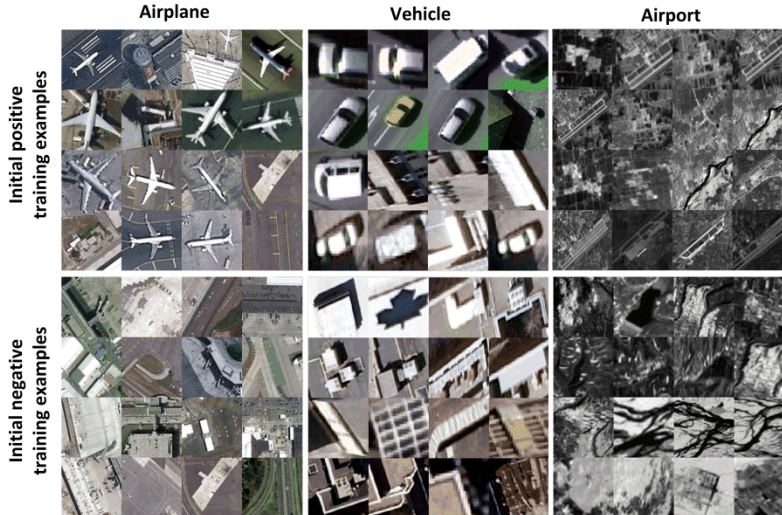 Airplane
Vehicle
Airport
Initial positive
training examples
Initial negative
training examples